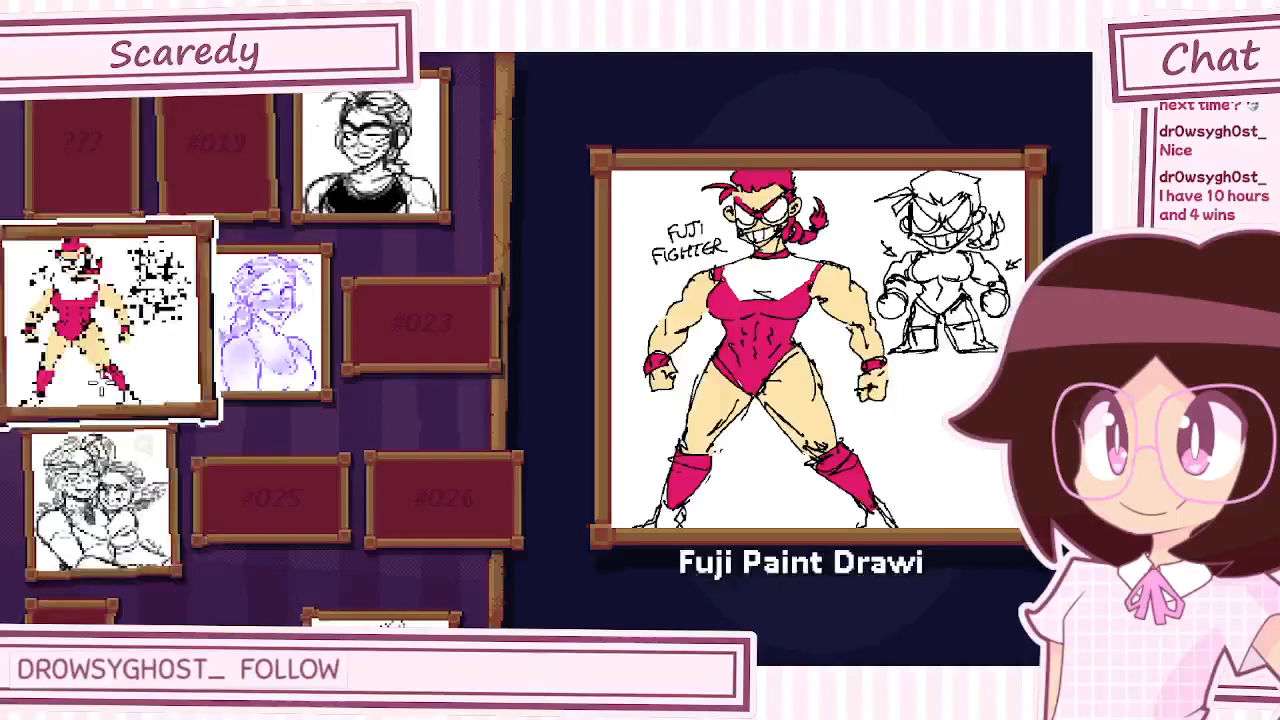 Scaredy
Chat
next time?
dr0wsygh0st_
Nice
dr0wsygh0st_
I have 10 hours
and 4 wins
???
#019
#023
#025
#026
FUJI
FIGHTER
Fuji Paint Drawi
DROWSYGHOST_ FOLLOW